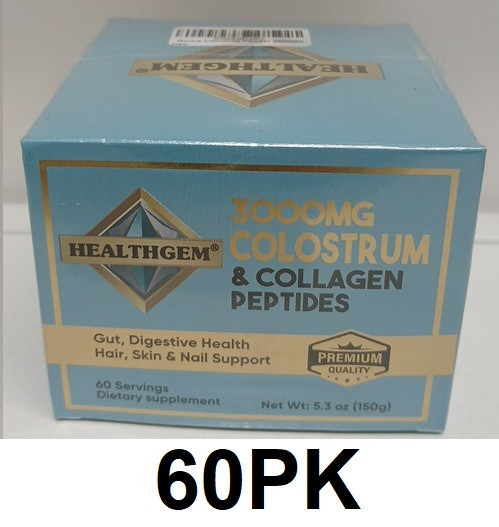 HEALTHGEM®
3000MG
COLOSTRUM
& COLLAGEN
PEPTIDES
HEALTHGEM®
Gut, Digestive Health
Hair, Skin & Nail Support
PREMIUM
QUALITY
60 Servings
Dietary supplement
Net Wt: 5.3 oz (150g)
60PK